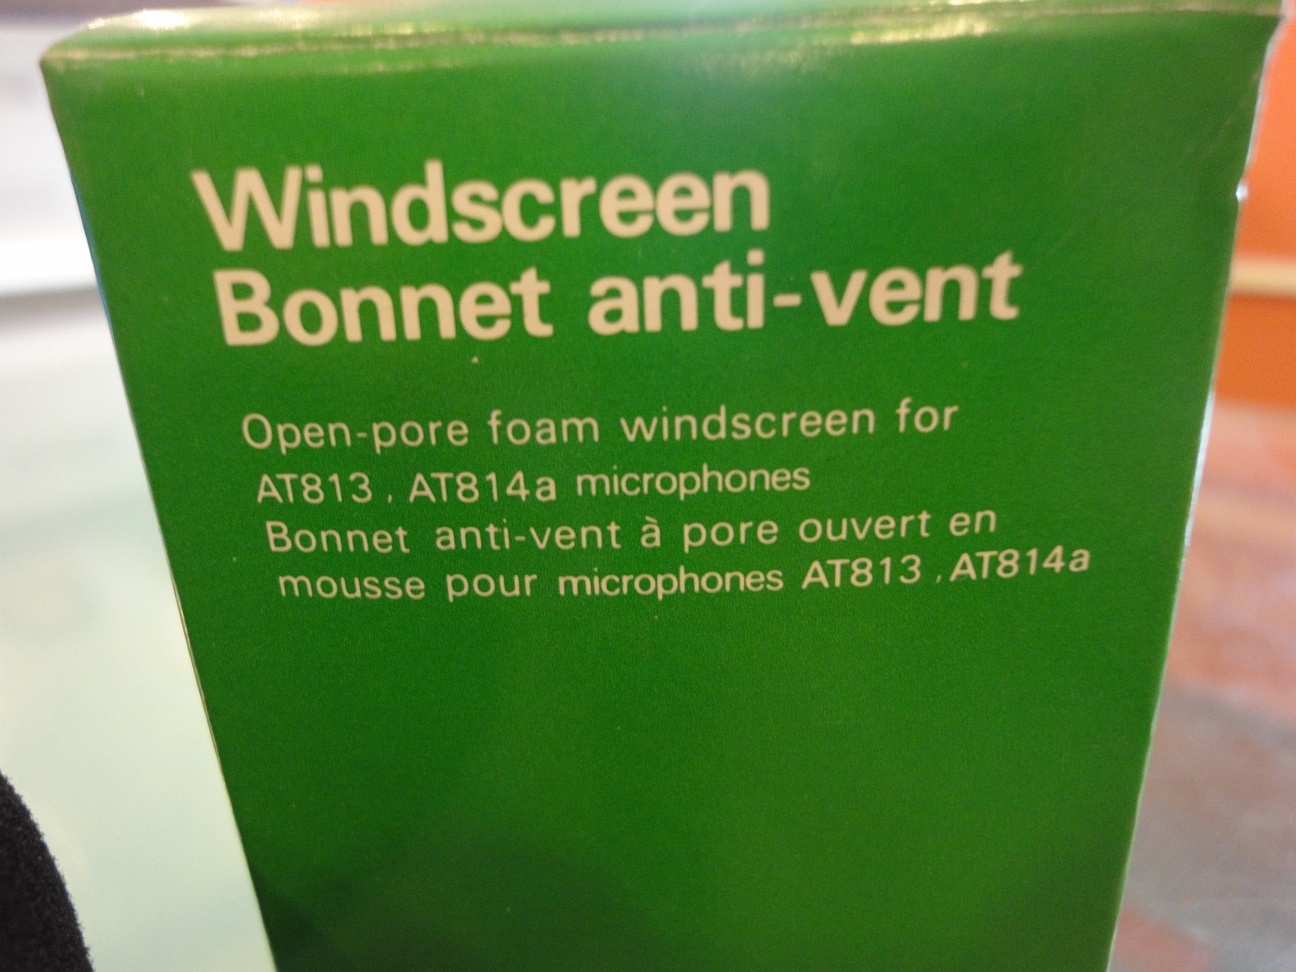 Windscreen
Bonnet anti-vent
Open-pore foam windscreen for
AT813, AT814a microphones
Bonnet anti-vent à pore ouvert en
mousse pour microphones AT813, AT814a